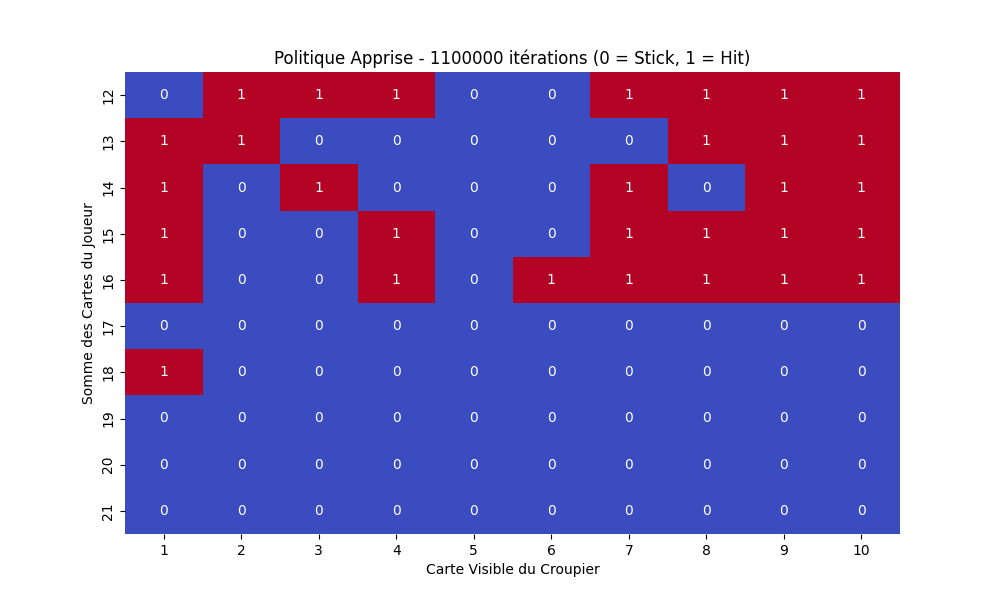 Politique Apprise - 1100000 itérations (0 = Stick, 1 = Hit)
Somme des Cartes du Joueur
12 0 1 1 1 0 0 1 1 1 1
13 1 1 0 0 0 0 0 1 1 1
14 1 0 1 0 0 0 1 0 1 1
15 1 0 0 1 0 0 1 1 1 1
16 1 0 0 1 0 1 1 1 1 1
17 0 0 0 0 0 0 0 0 0 0
18 1 0 0 0 0 0 0 0 0 0
19 0 0 0 0 0 0 0 0 0 0
20 0 0 0 0 0 0 0 0 0 0
21 0 0 0 0 0 0 0 0 0 0
1 2 3 4 5 6 7 8 9 10
Carte Visible du Croupier